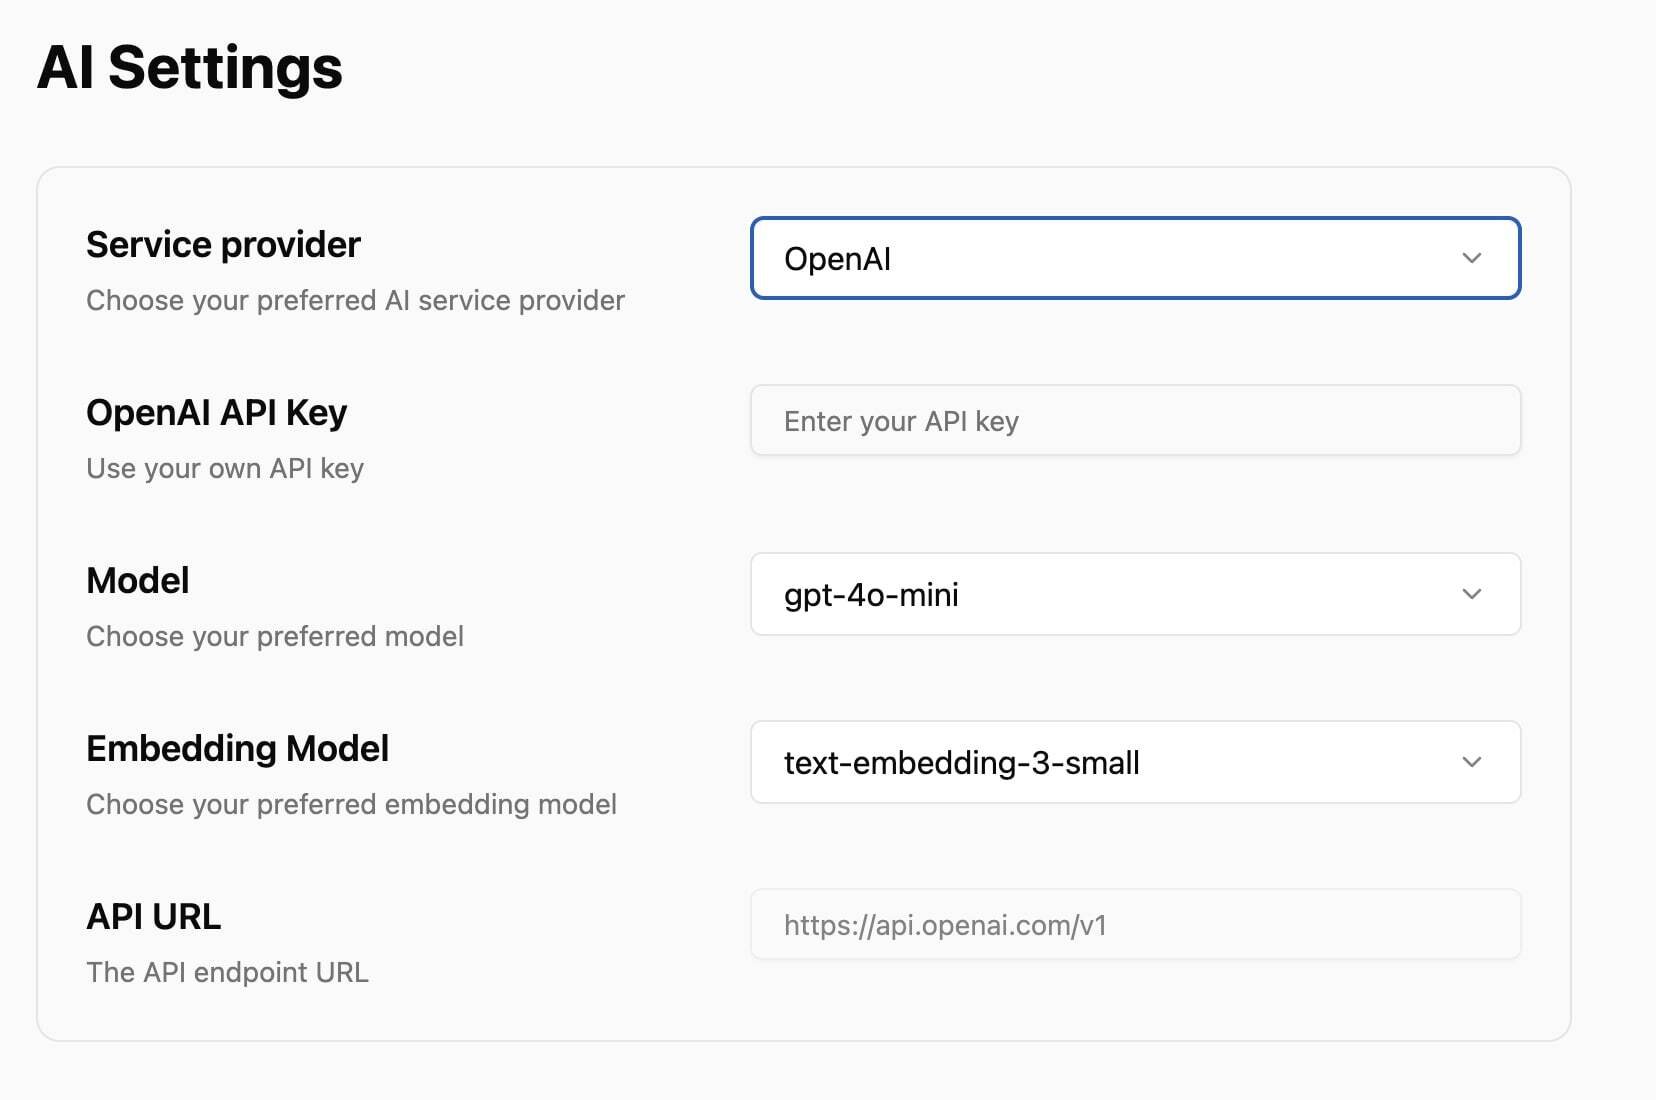 AI Settings
Service provider
OpenAI
Choose your preferred AI service provider
OpenAI API Key
Enter your API key
Use your own API key
Model
gpt-4o-mini
Choose your preferred model
Embedding Model
text-embedding-3-small
Choose your preferred embedding model
API URL
https://api.openai.com/v1
The API endpoint URL